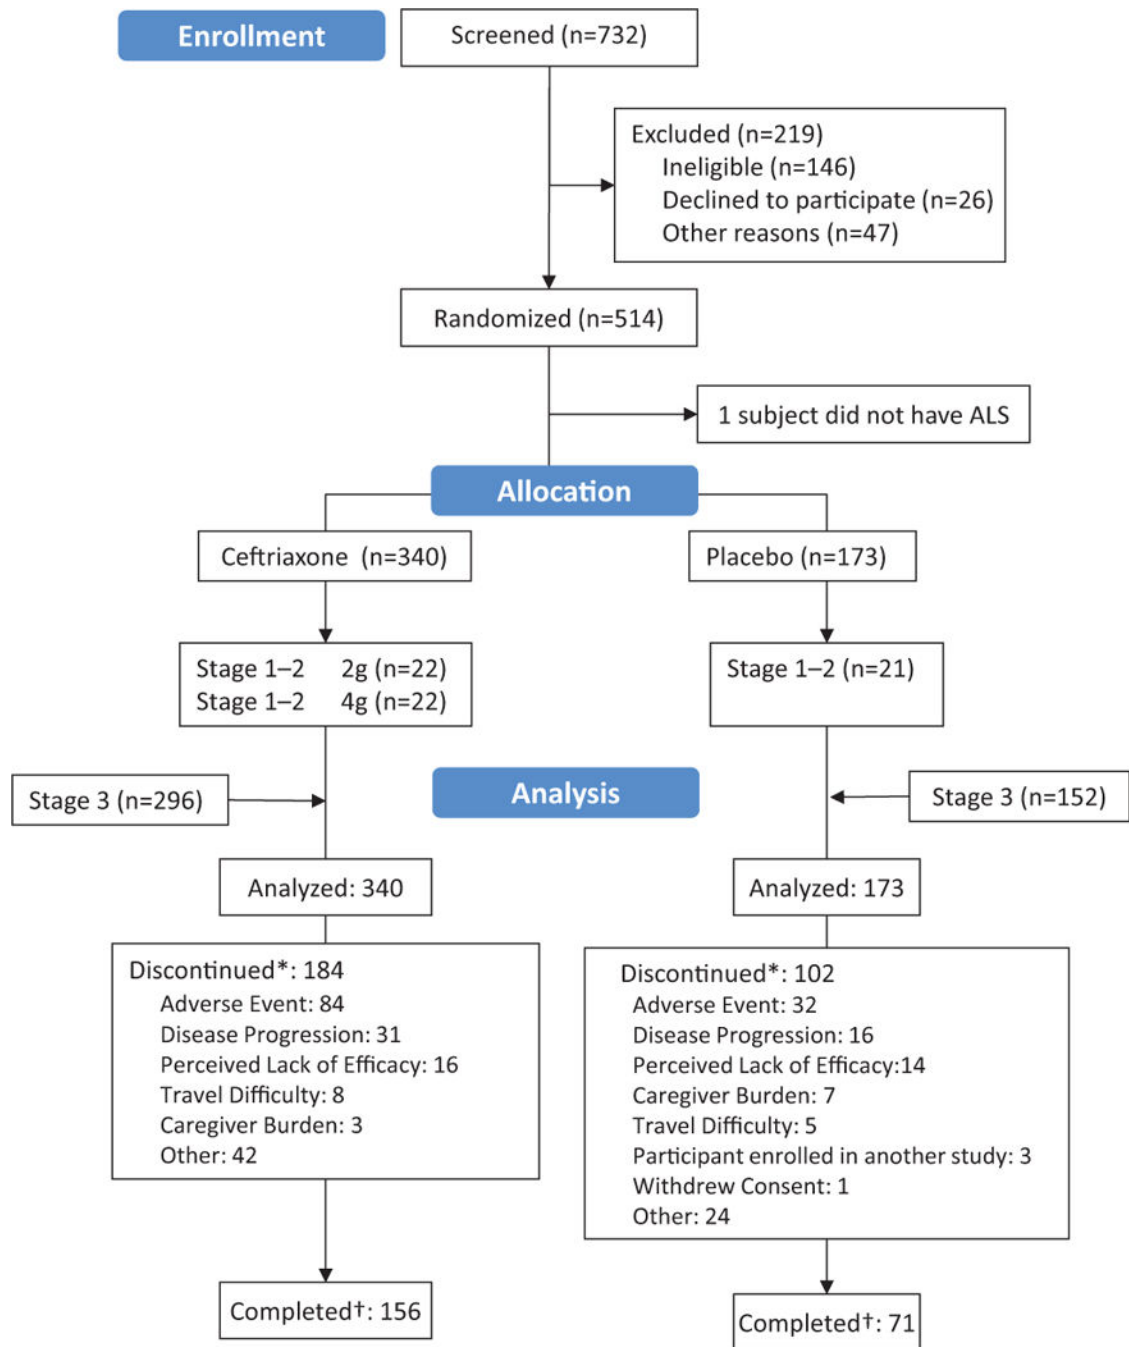 Enrollment
Screened (n=732)
Excluded (n=219)
Ineligible (n=146)
Declined to participate (n=26)
Other reasons (n=47)
Randomized (n=514)
1 subject did not have ALS
Allocation
Ceftriaxone (n=340)
Placebo (n=173)
Stage 1–2 2g (n=22)
Stage 1–2 4g (n=22)
Stage 1–2 (n=21)
Stage 3 (n=296)
Analysis
Stage 3 (n=152)
Analyzed: 340
Analyzed: 173
Discontinued*: 184
Adverse Event: 84
Disease Progression: 31
Perceived Lack of Efficacy: 16
Travel Difficulty: 8
Caregiver Burden: 3
Other: 42
Discontinued*: 102
Adverse Event: 32
Disease Progression: 16
Perceived Lack of Efficacy:14
Caregiver Burden: 7
Travel Difficulty: 5
Participant enrolled in another study: 3
Withdrew Consent: 1
Other: 24
Completed†: 156
Completed†: 71